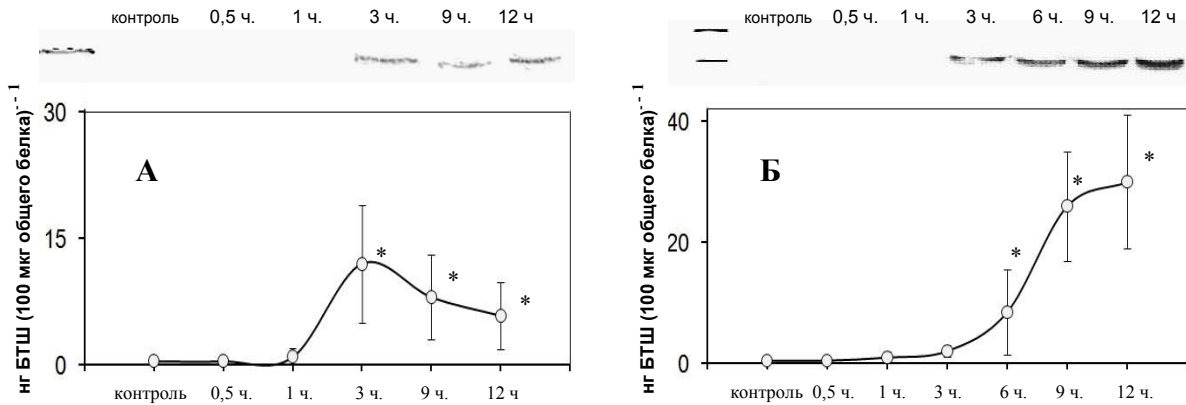 контроль 0,5 ч. 1 ч. 3 ч. 9 ч. 12 ч
нг БТШ (100 мкг общего белка)-- 1
30
15
0
А
*
*
*
контроль 0,5 ч. 1 ч. 3 ч. 9 ч. 12 ч
контроль 0,5 ч. 1 ч. 3 ч. 6 ч. 9 ч. 12 ч
нг БТШ (100 мкг общего белка)-- 1
40
20
0
Б
*
*
*
контроль 0,5 ч. 1 ч. 3 ч. 6 ч. 9 ч. 12 ч.